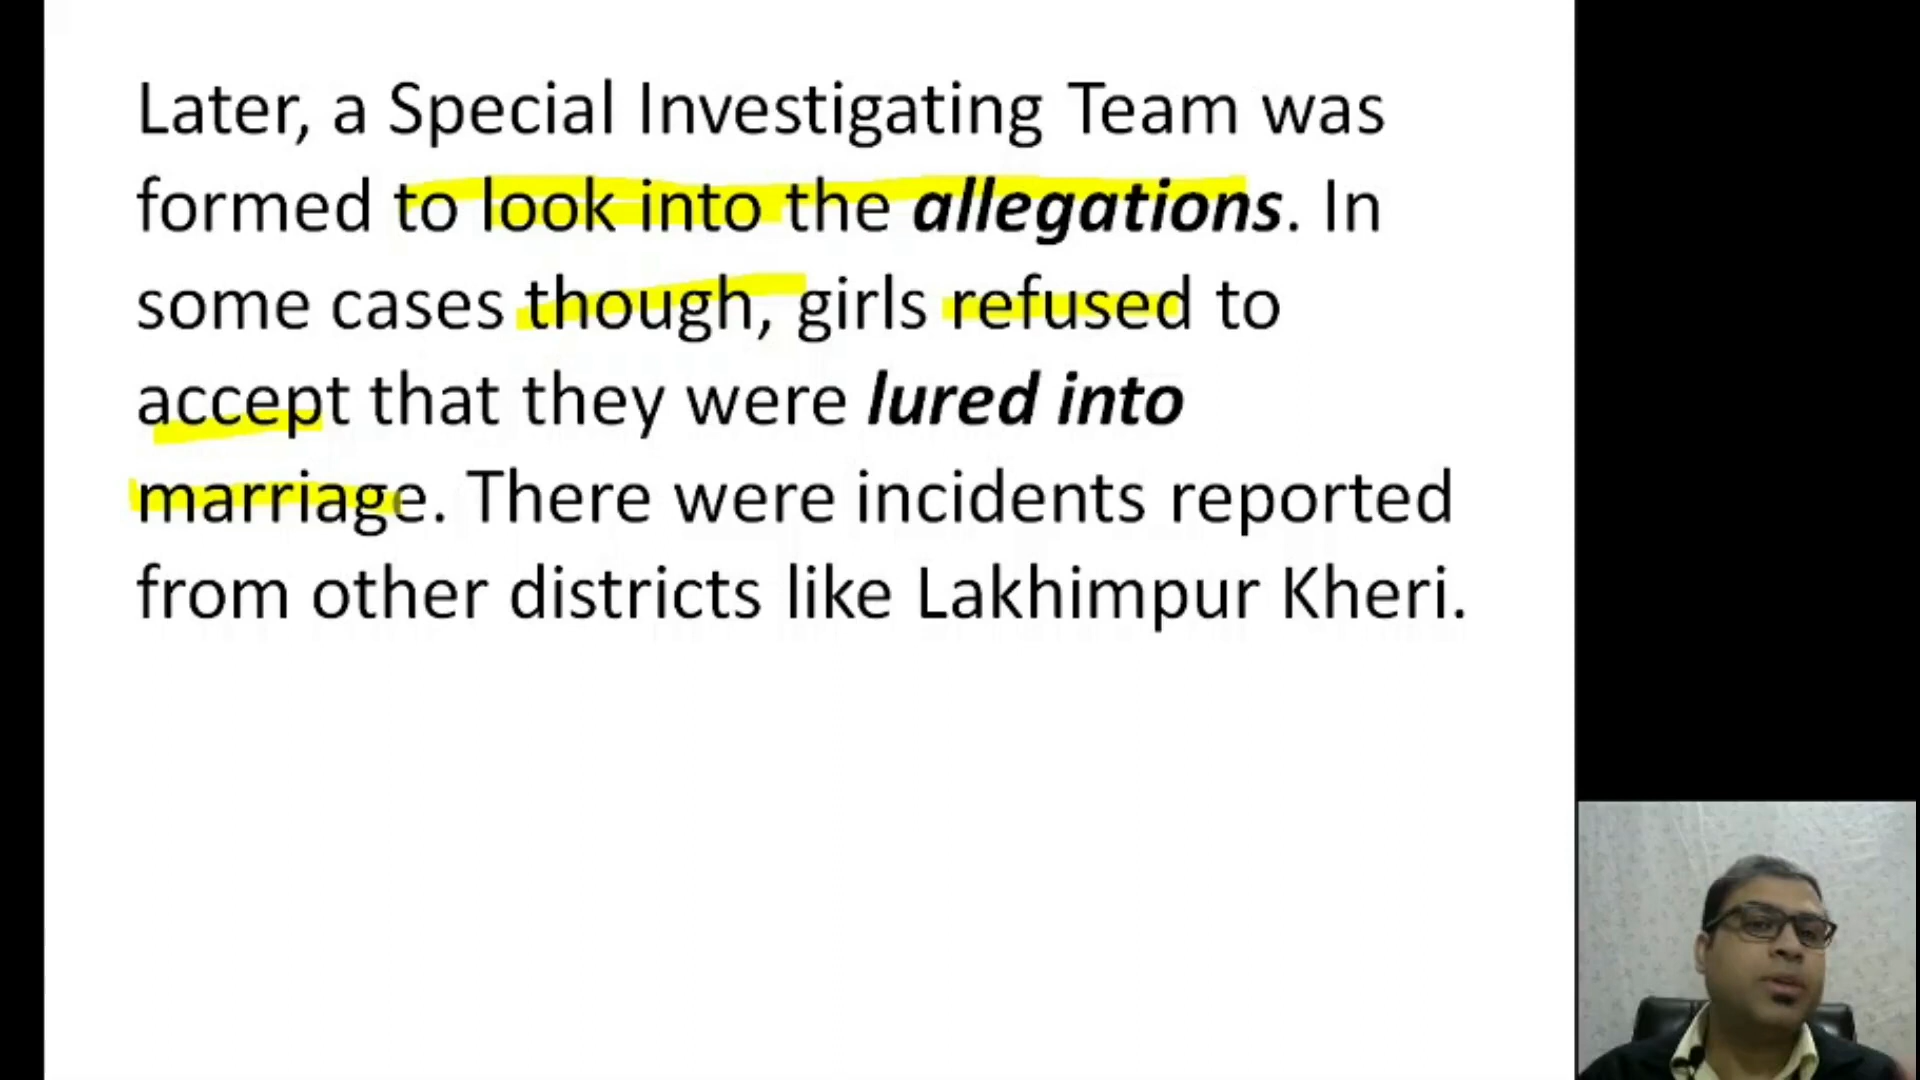 Later, a Special Investigating Team was
formed to look into the allegations. In
some cases though, girls refused to
accept that they were lured into
marriage. There were incidents reported
from other districts like Lakhimpur Kheri.